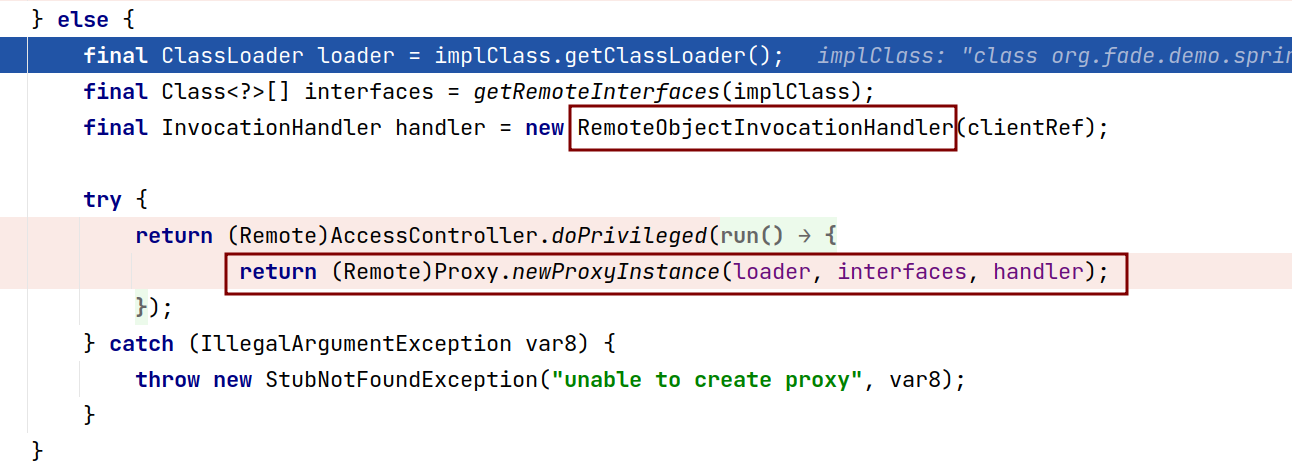 } else {
final ClassLoader loader = implClass.getClassLoader(); implClass: "class org.fade.demo.sprin
final Class<?>[] interfaces = getRemoteInterfaces(implClass);
final InvocationHandler handler = new RemoteObjectInvocationHandler(clientRef);
try {
return (Remote)AccessController.doPrivileged(run() → {
return (Remote)Proxy.newProxyInstance(loader, interfaces, handler);
});
} catch (IllegalArgumentException var8) {
throw new StubNotFoundException("unable to create proxy", var8);
}
}